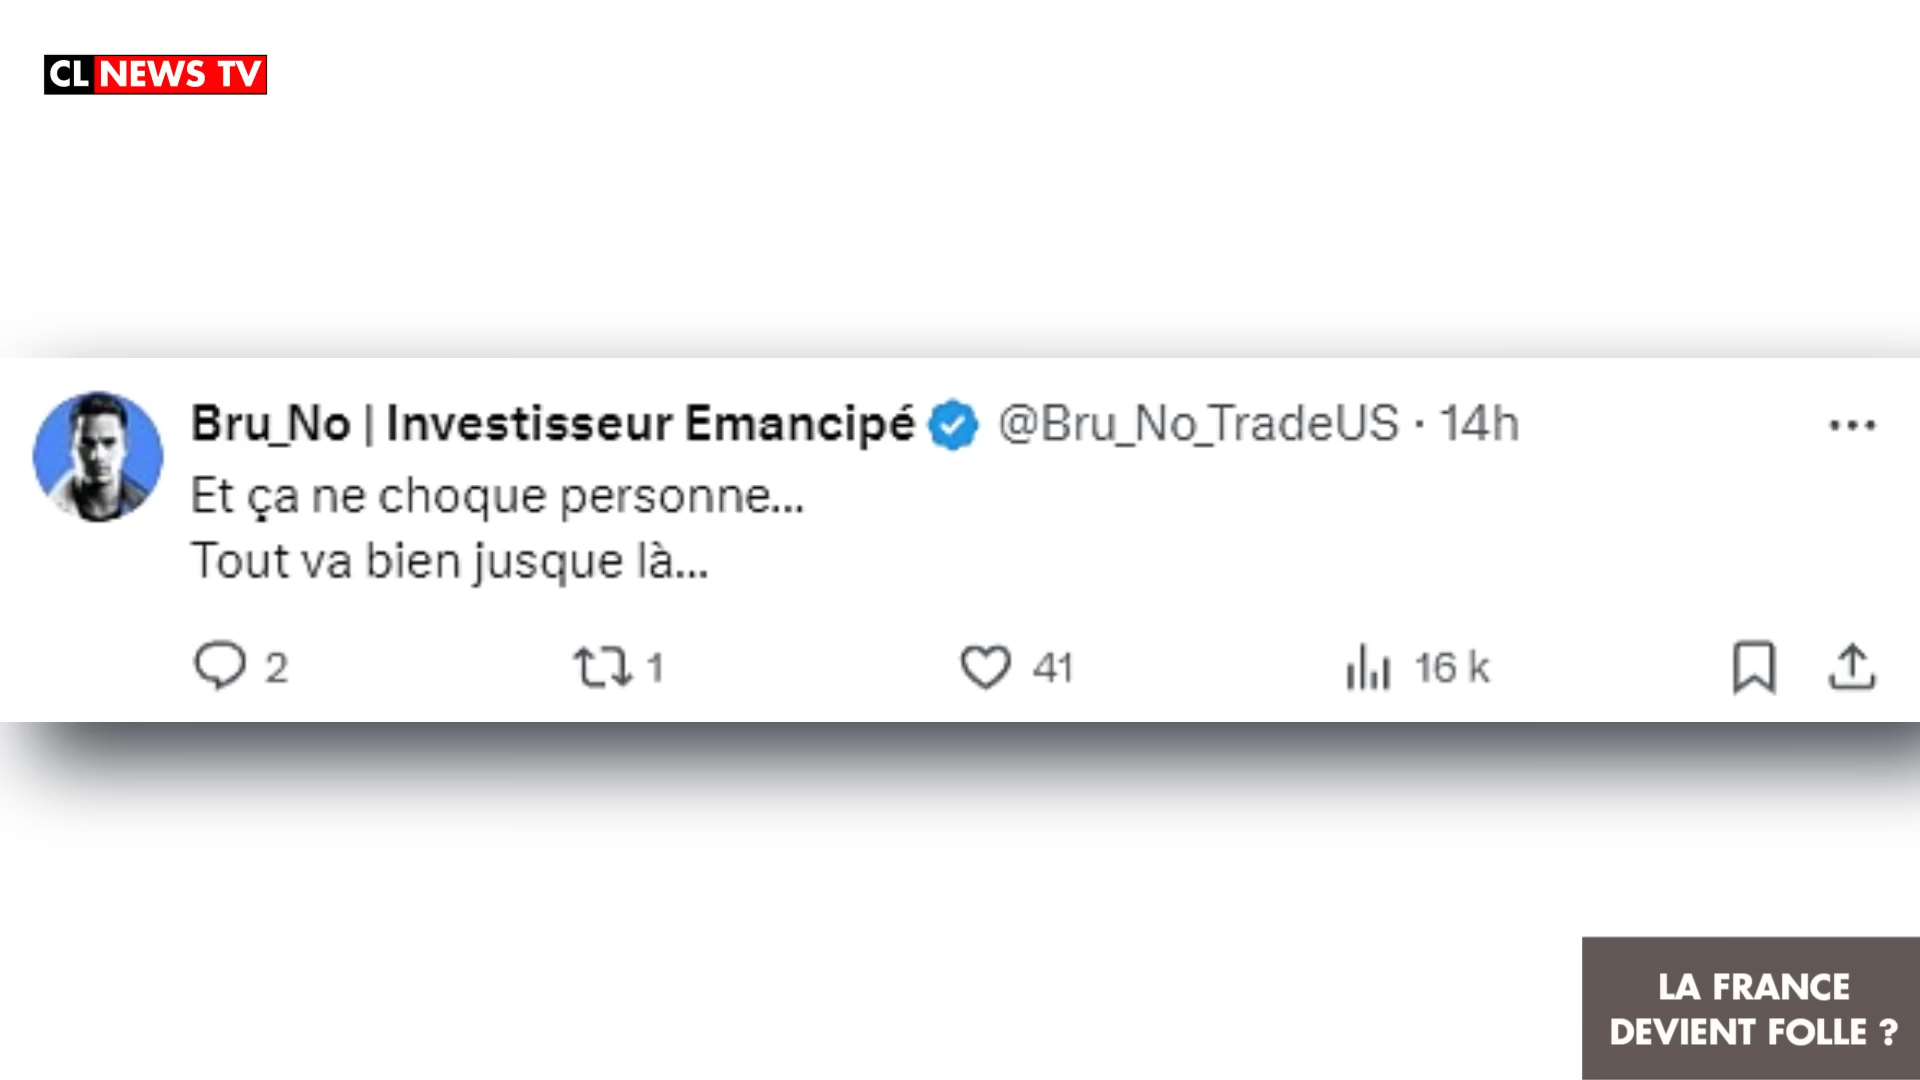 CL NEWS TV
Bru_No | Investisseur Emancipé @Bru_No_TradeUS · 14h
Et ça ne choque personne...
Tout va bien jusque là...
2 1 41 16 k
LA FRANCE
DEVIENT FOLLE ?